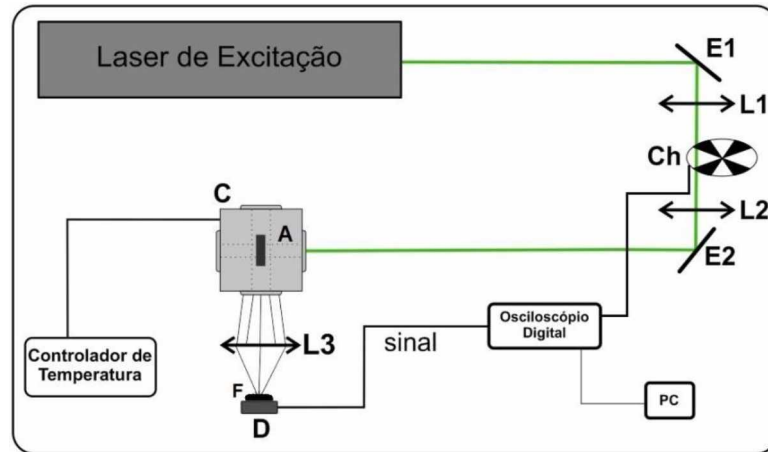 Laser de Excitação
E1
L1
Ch
L2
E2
C
A
L3
F
D
sinal
Osciloscópio
Digital
Controlador de
Temperatura
PC